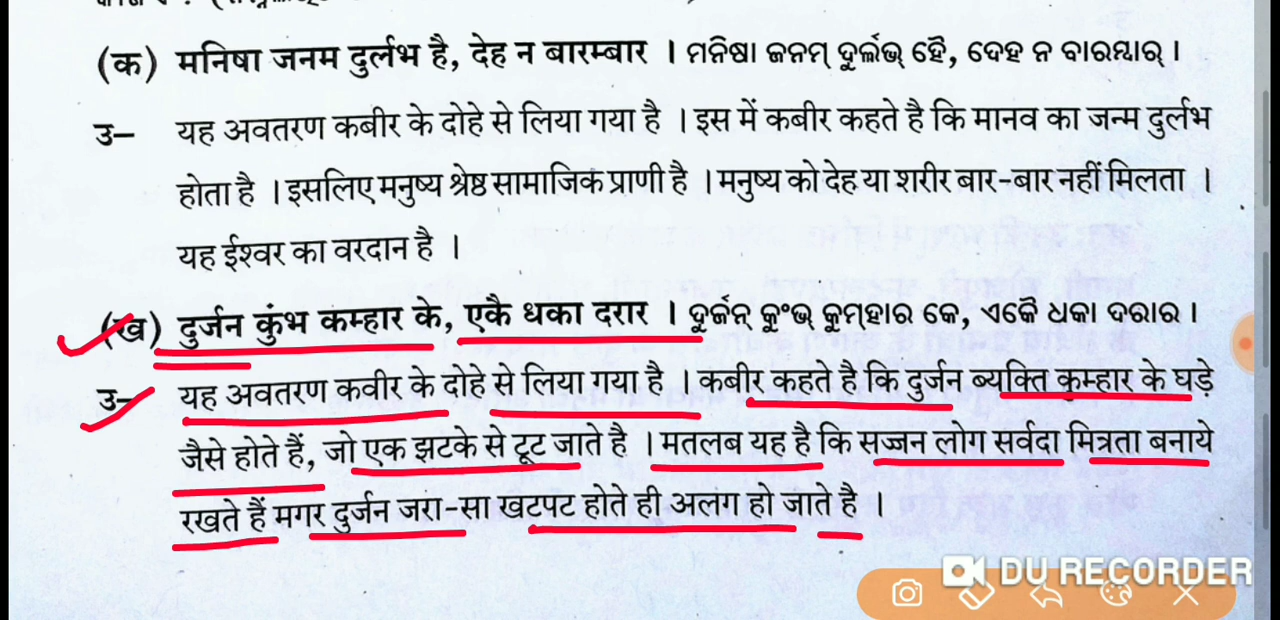 (क) मनिषा जनम दुर्लभ है, देह न बारम्बार । ମନିଷା ଜନମ୍ ଦୁର୍ଲଭ୍ ହୈ, ଦେହ ନ ବାରମ୍ବାର୍ ।
उ– यह अवतरण कबीर के दोहे से लिया गया है । इस में कबीर कहते है कि मानव का जन्म दुर्लभ
होता है । इसलिए मनुष्य श्रेष्ठ सामाजिक प्राणी है । मनुष्य को देह या शरीर बार-बार नहीं मिलता ।
यह ईश्वर का वरदान है ।
(ख) दुर्जन कुंभ कम्हार के, एकै धका दरार । ଦୁର୍ଜନ୍ କୁଂଭ୍ କୁମ୍‌ହାର କେ, ଏକୈ ଧକା ଦରାର ।
उ– यह अवतरण कवीर के दोहे से लिया गया है । कबीर कहते है कि दुर्जन व्यक्ति कुम्हार के घड़े
जैसे होते हैं, जो एक झटके से टूट जाते है । मतलब यह है कि सज्जन लोग सर्वदा मित्रता बनाये
रखते हैं मगर दुर्जन जरा-सा खटपट होते ही अलग हो जाते है ।
DU RECORDER